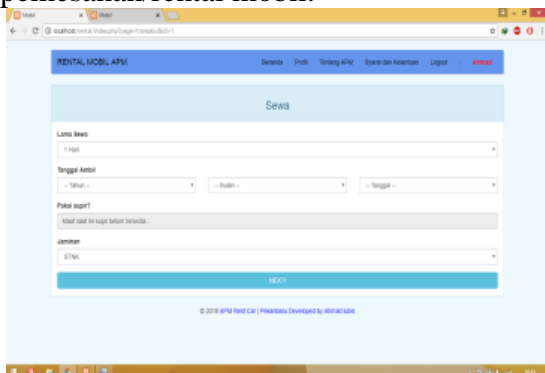 pemesanan/rental mobil.
Mobil
Mobil
localhost/rental/index.php?page=transaksi&id=1
RENTAL MOBIL APM
Beranda Profil Tentang APM Syarat dan Ketentuan Logout Ahmad
Sewa
Lama Sewa
1 Hari
Tanggal Ambil
-- Tahun -- -- Bulan -- -- Tanggal --
Pakai supir?
Maaf saat ini supir belum tersedia..
Jaminan
STNK
NEXT!
© 2018 APM Rent Car | Pekanbaru Developed by Ahmad lubis